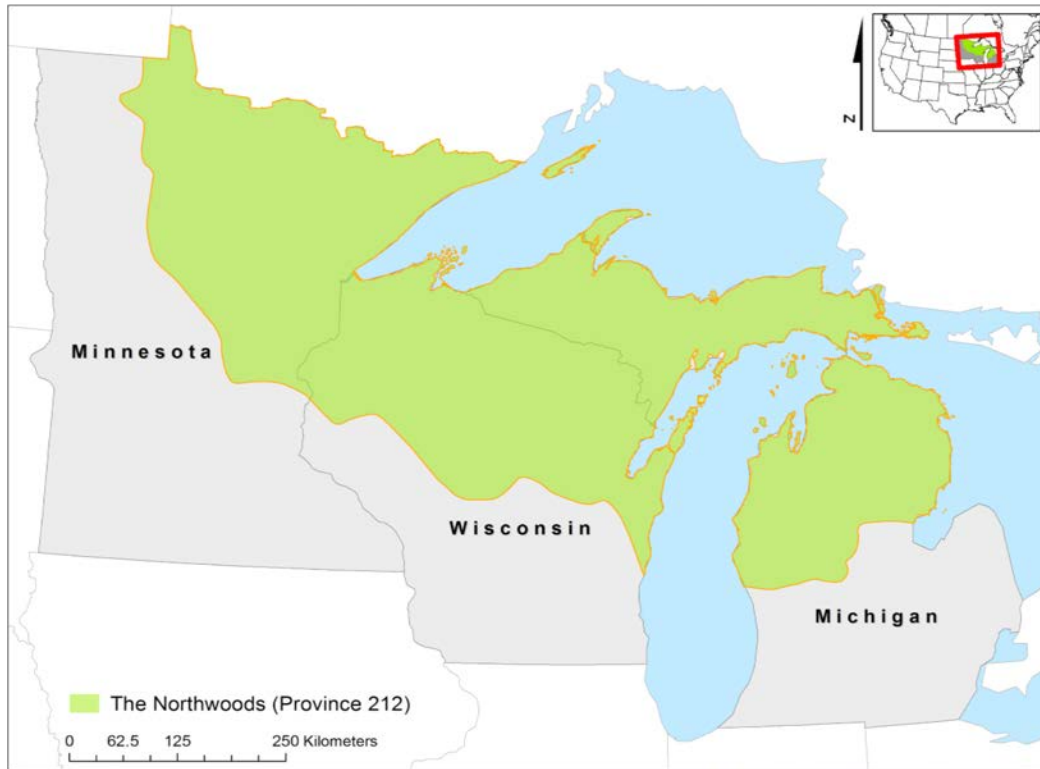 N
Minnesota
Wisconsin
Michigan
The Northwoods (Province 212)
0 62.5 125 250 Kilometers